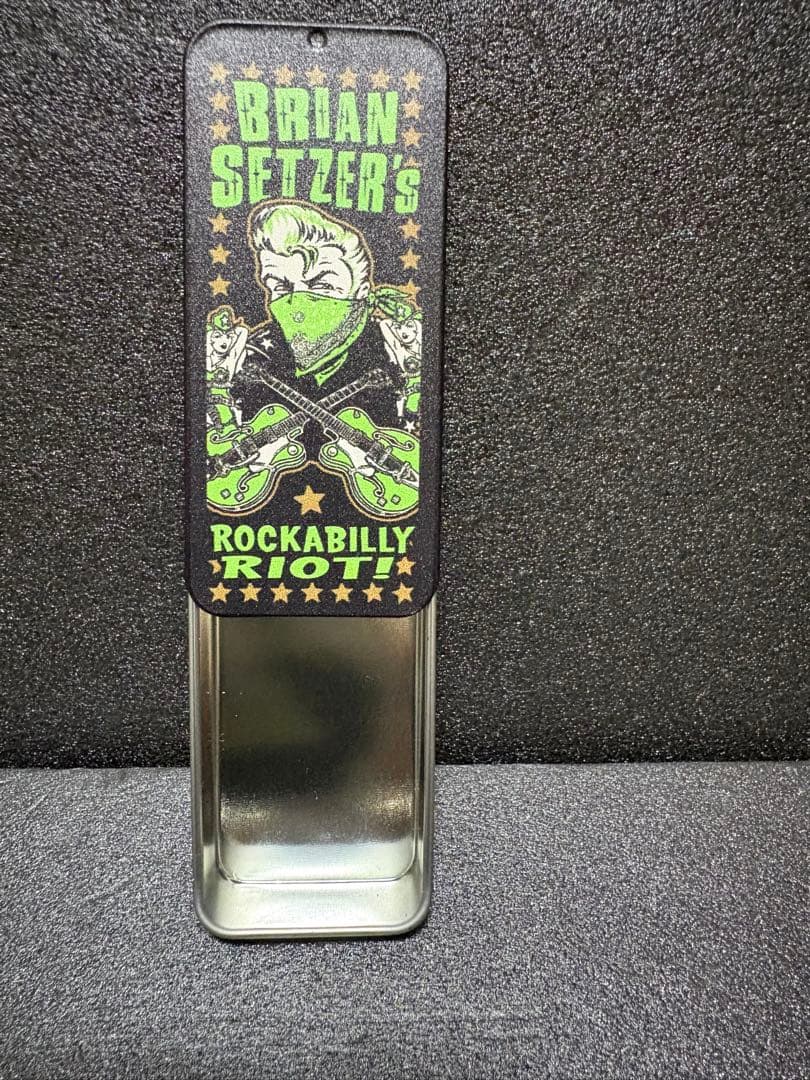 BRIAN
SETZER's
ROCKABILLY
RIOT!